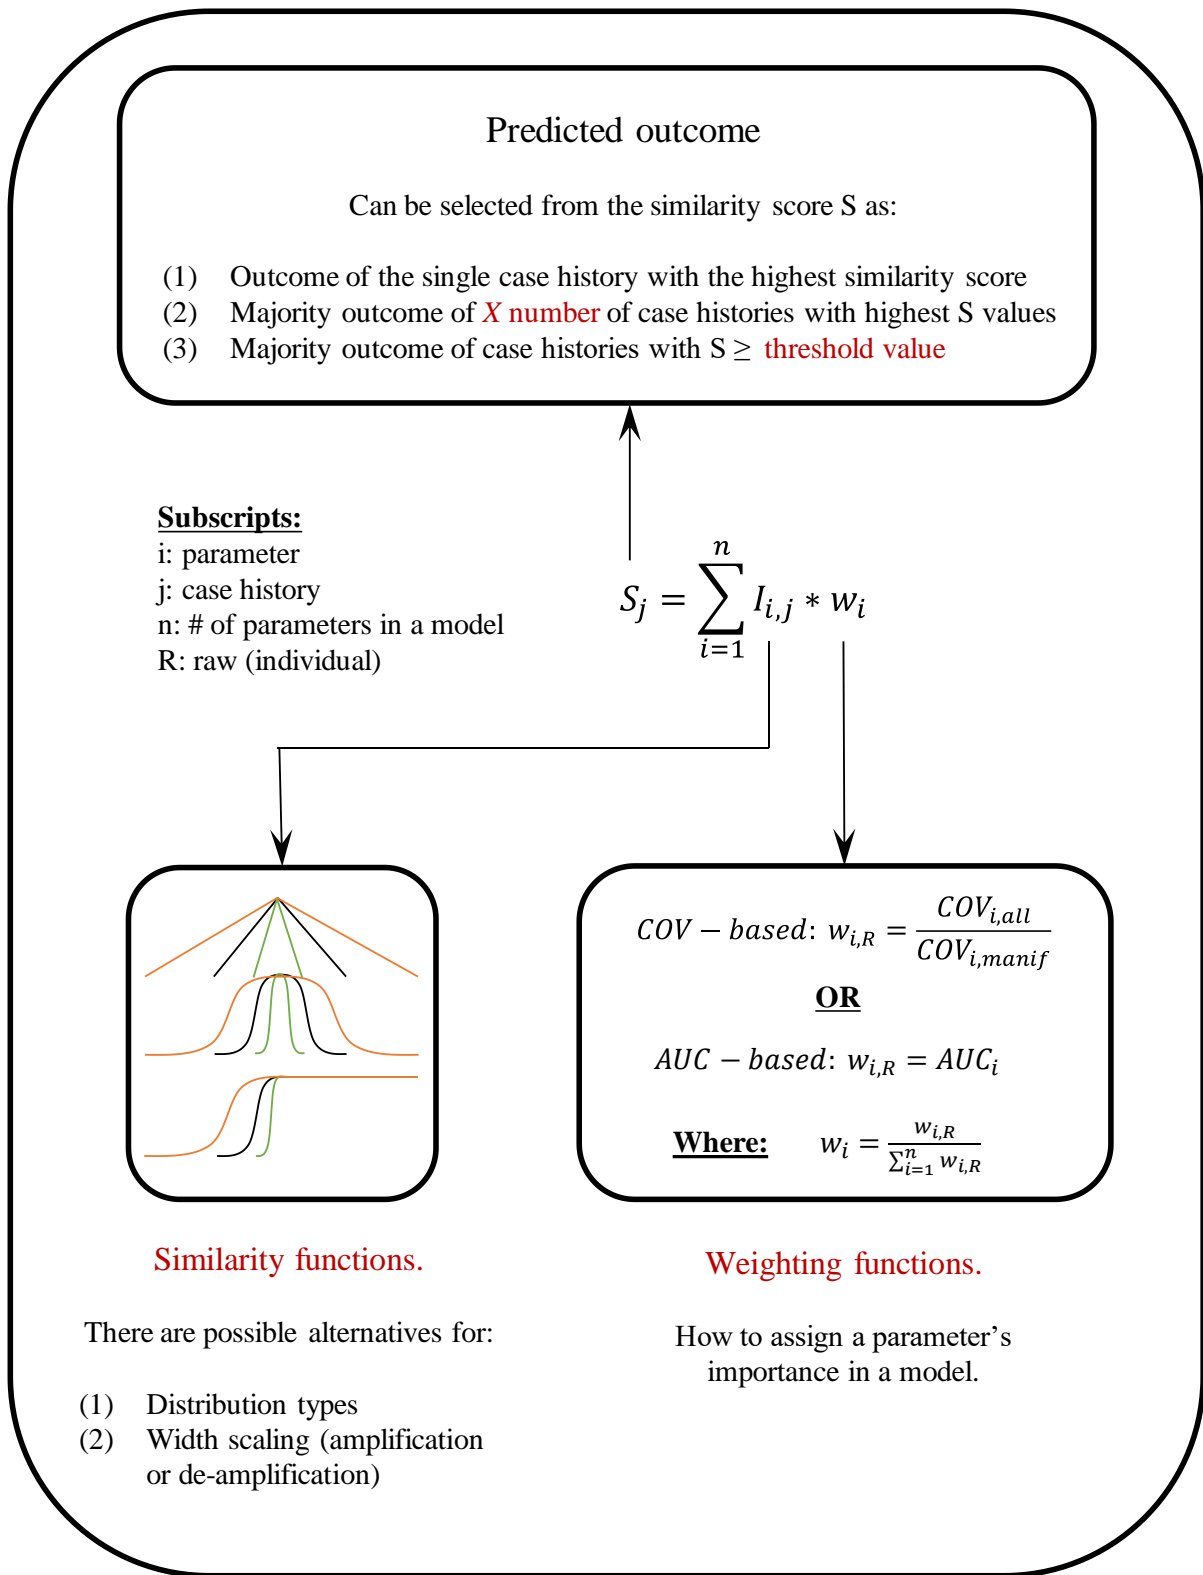 Predicted outcome
Can be selected from the similarity score S as:
(1) Outcome of the single case history with the highest similarity score
(2) Majority outcome of X number of case histories with highest S values
(3) Majority outcome of case histories with S ≥ threshold value
Subscripts:
i: parameter
j: case history
n: # of parameters in a model
R: raw (individual)
S_j = \sum_{i=1}^{n} I_{i,j} * w_i
COV − based: w_{i,R} = \frac{COV_{i,all}}{COV_{i,manif}}
OR
AUC − based: w_{i,R} = AUC_i
Where: w_i = \frac{w_{i,R}}{\sum_{i=1}^{n} w_{i,R}}
Similarity functions.
There are possible alternatives for:
(1) Distribution types
(2) Width scaling (amplification
or de-amplification)
Weighting functions.
How to assign a parameter’s
importance in a model.